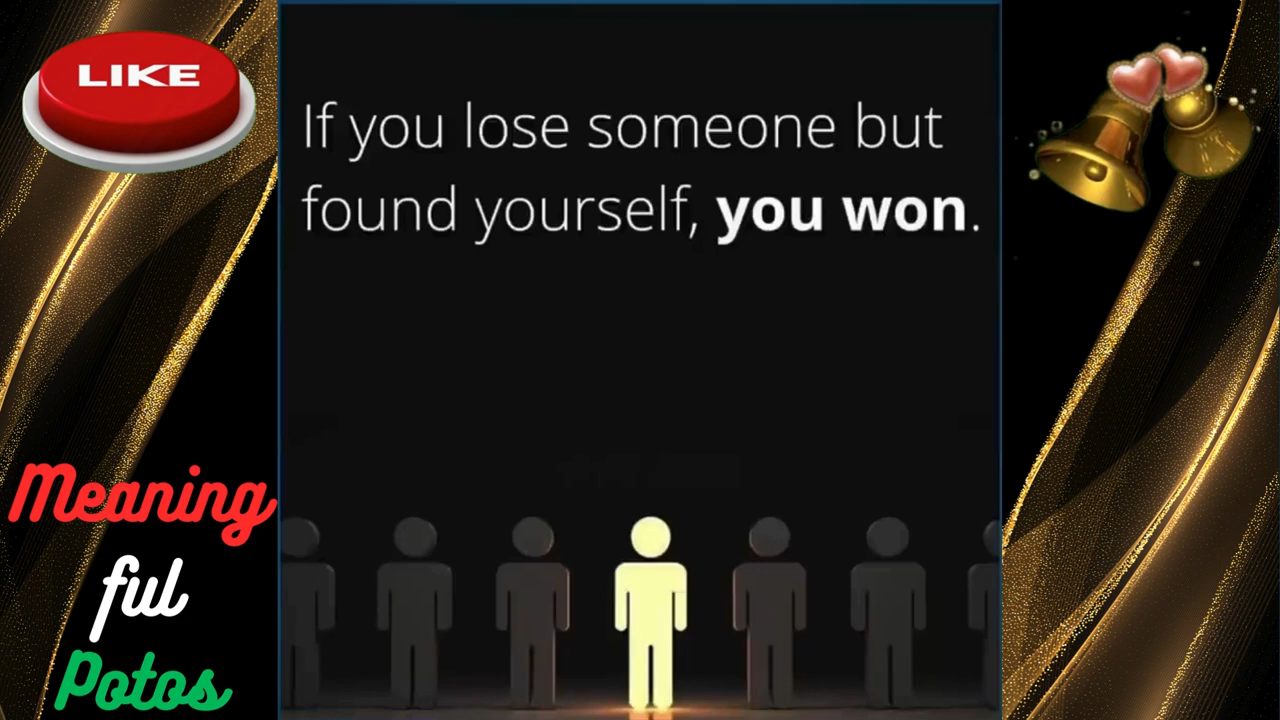 LIKE
If you lose someone but
found yourself, you won.
Meaning
ful
Potos